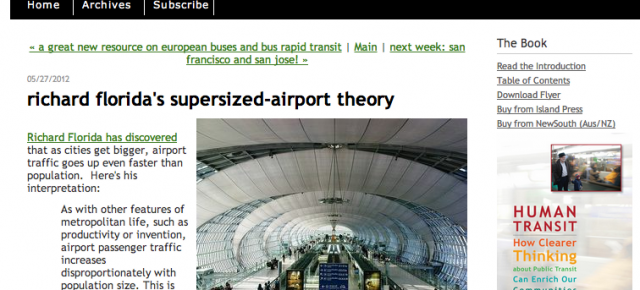 Home
Archives
Subscribe
« a great new resource on european buses and bus rapid transit | Main | next week: san
francisco and san jose! »
05/27/2012
richard florida's supersized-airport theory
Richard Florida has discovered
that as cities get bigger, airport
traffic goes up even faster than
population.  Here's his
interpretation:
As with other features of
metropolitan life, such as
productivity or invention,
airport passenger traffic
increases
disproportionately with
population size. This is
The Book
Read the Introduction
Table of Contents
Download Flyer
Buy from Island Press
Buy from NewSouth (Aus/NZ)
HUMAN
TRANSIT
How Clearer
Thinking
about Public Transit
Can Enrich Our
Communities